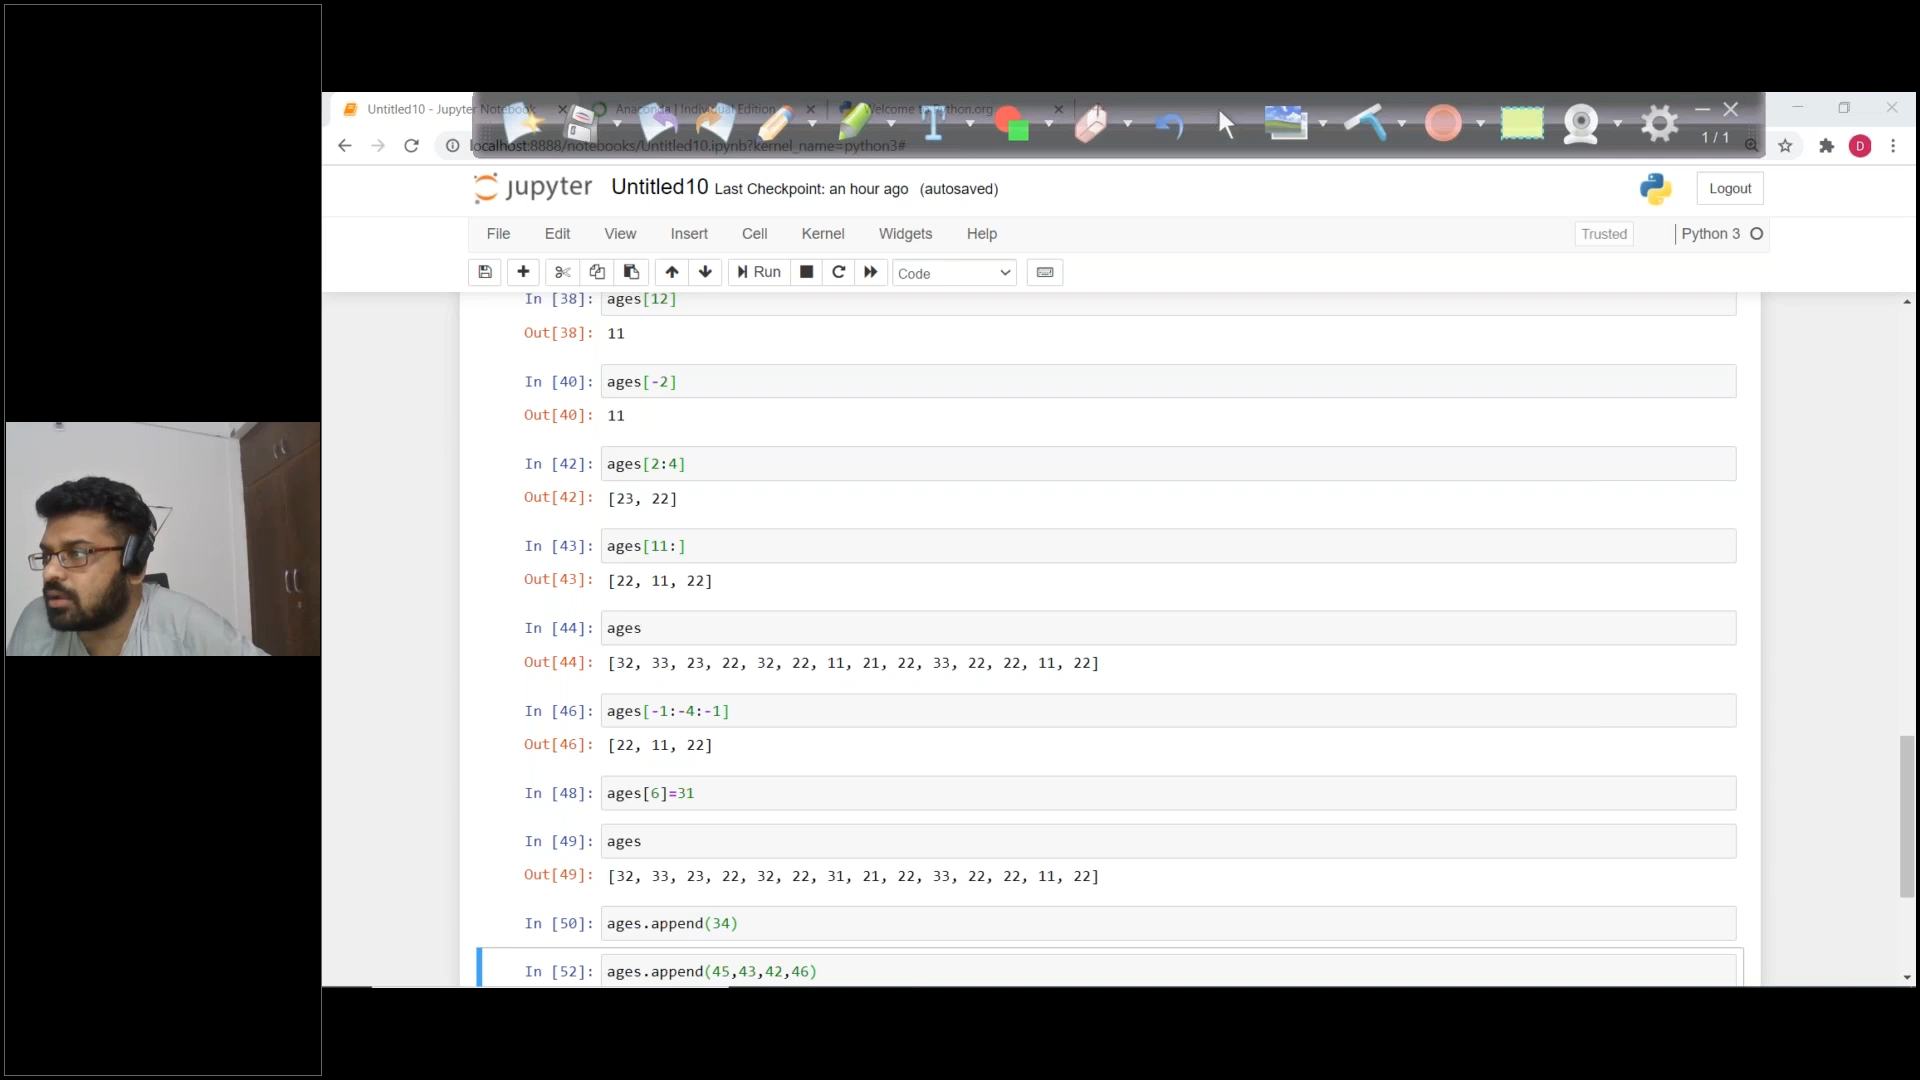 Untitled10 - Jupyter Notebook
Anaconda | Individual Edition
Welcome to Python.org
localhost:8888/notebooks/Untitled10.ipynb?kernel_name=python3#
1 / 1
D
jupyter Untitled10 Last Checkpoint: an hour ago (autosaved)
Logout
File Edit View Insert Cell Kernel Widgets Help
Trusted
Python 3
Run
Code
In [38]: ages[12]
Out[38]: 11
In [40]: ages[-2]
Out[40]: 11
In [42]: ages[2:4]
Out[42]: [23, 22]
In [43]: ages[11:]
Out[43]: [22, 11, 22]
In [44]: ages
Out[44]: [32, 33, 23, 22, 32, 22, 11, 21, 22, 33, 22, 22, 11, 22]
In [46]: ages[-1:-4:-1]
Out[46]: [22, 11, 22]
In [48]: ages[6]=31
In [49]: ages
Out[49]: [32, 33, 23, 22, 32, 22, 31, 21, 22, 33, 22, 22, 11, 22]
In [50]: ages.append(34)
In [52]: ages.append(45,43,42,46)